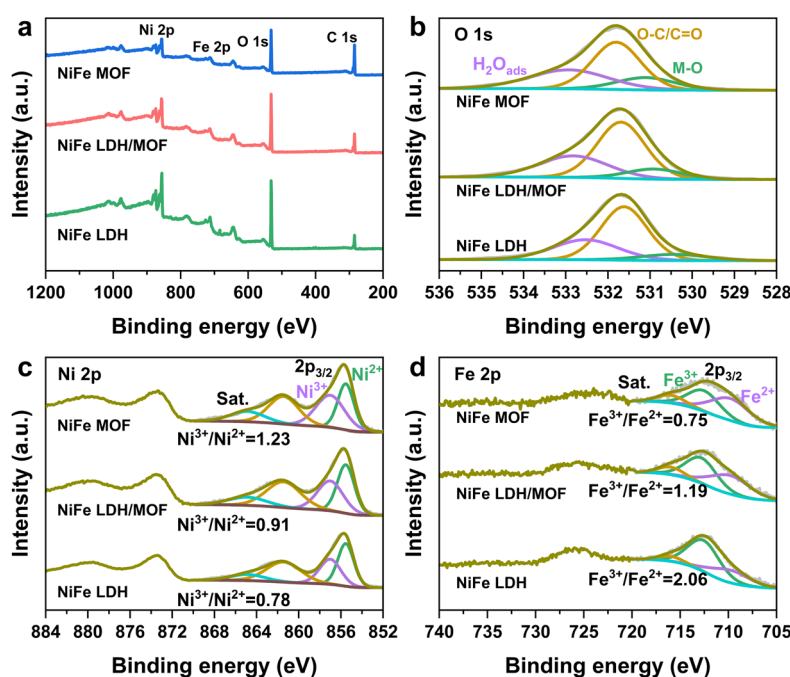 a
Ni 2p
Fe 2p
O 1s
C 1s
NiFe MOF
NiFe LDH/MOF
NiFe LDH
Intensity (a.u.)
1200 1000 800 600 400 200
Binding energy (eV)
b
O 1s
O-C/C=O
H₂Oₐds
M-O
NiFe MOF
NiFe LDH/MOF
NiFe LDH
Intensity (a.u.)
536 535 534 533 532 531 530 529 528
Binding energy (eV)
c
Ni 2p
2p₃/₂
Sat.
Ni³⁺
Ni²⁺
NiFe MOF
Ni³⁺/Ni²⁺=1.23
NiFe LDH/MOF
Ni³⁺/Ni²⁺=0.91
NiFe LDH
Ni³⁺/Ni²⁺=0.78
Intensity (a.u.)
884 880 876 872 868 864 860 856 852
Binding energy (eV)
d
Fe 2p
2p₃/₂
Sat.
Fe³⁺
Fe²⁺
NiFe MOF
Fe³⁺/Fe²⁺=0.75
NiFe LDH/MOF
Fe³⁺/Fe²⁺=1.19
NiFe LDH
Fe³⁺/Fe²⁺=2.06
Intensity (a.u.)
740 735 730 725 720 715 710 705
Binding energy (eV)